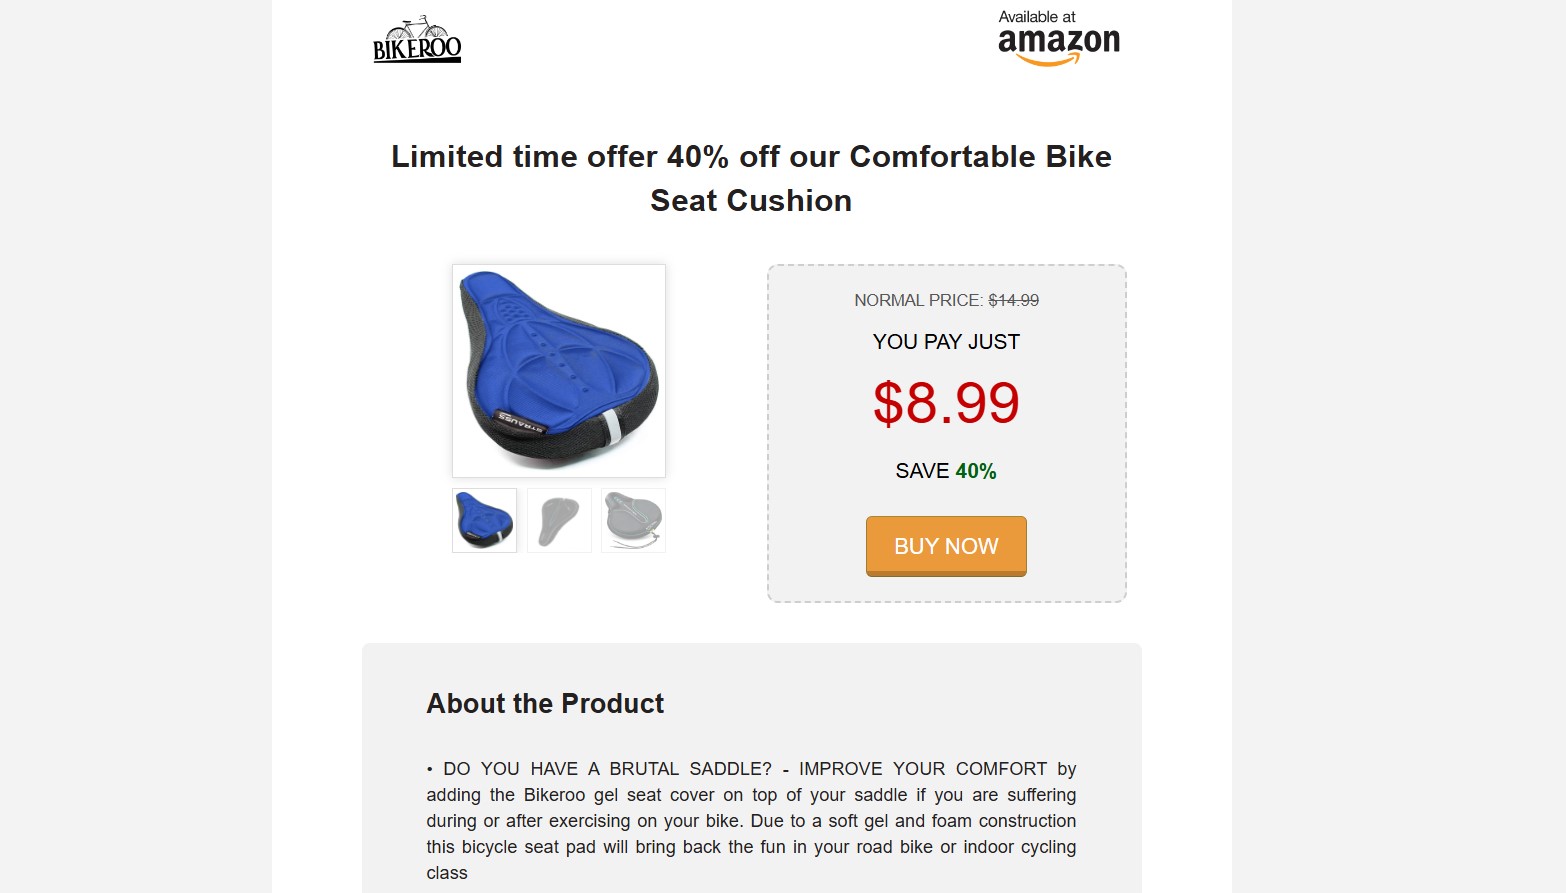 BIKEROO
Available at
amazon
Limited time offer 40% off our Comfortable Bike
Seat Cushion
STRAUSS
NORMAL PRICE: $14.99
YOU PAY JUST
$8.99
SAVE 40%
BUY NOW
About the Product
• DO YOU HAVE A BRUTAL SADDLE? - IMPROVE YOUR COMFORT by
adding the Bikeroo gel seat cover on top of your saddle if you are suffering
during or after exercising on your bike. Due to a soft gel and foam construction
this bicycle seat pad will bring back the fun in your road bike or indoor cycling
class